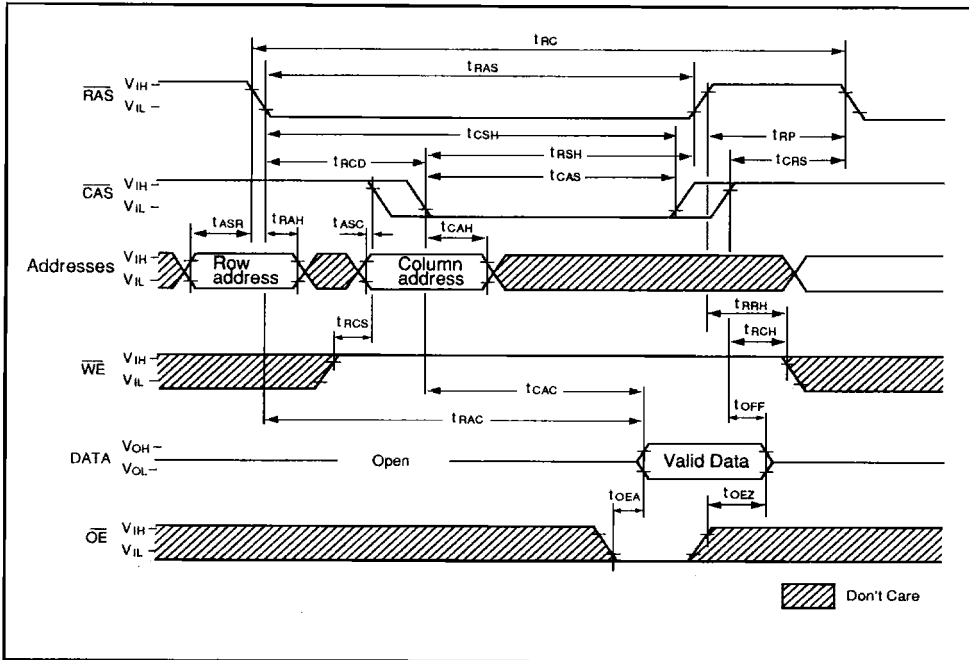 tRC
tRAS
RAS VIH
VIL
tCSH
tRP
tRCD tRSH
tCRS
tCAS
CAS VIH
VIL
tASR tRAH tASC tCAH
Addresses VIH
VIL
Row
address
Column
address
tRRH
tRCS tRCH
WE VIH
VIL
tCAC
tOFF
tRAC
DATA VOH
VOL
Open
Valid Data
tOEA tOEZ
OE VIH
VIL
Don't Care